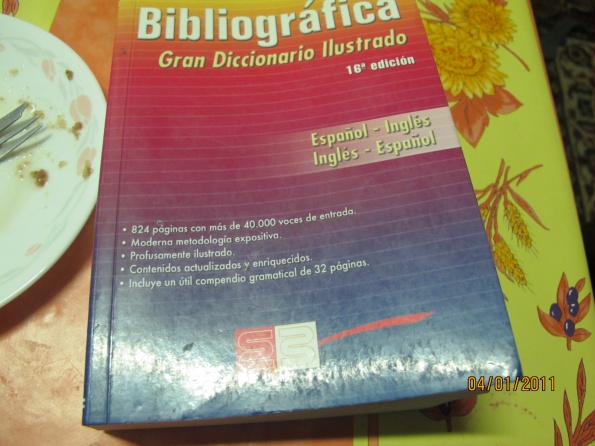 Bibliográfica
Gran Diccionario Ilustrado
16ª edición
Español - Inglés
Inglés - Español
• 824 páginas con más de 40.000 voces de entrada.
• Moderna metodología expositiva.
• Profusamente ilustrado.
• Contenidos actualizados y enriquecidos.
• Incluye un útil compendio gramatical de 32 páginas.
04/01/2011